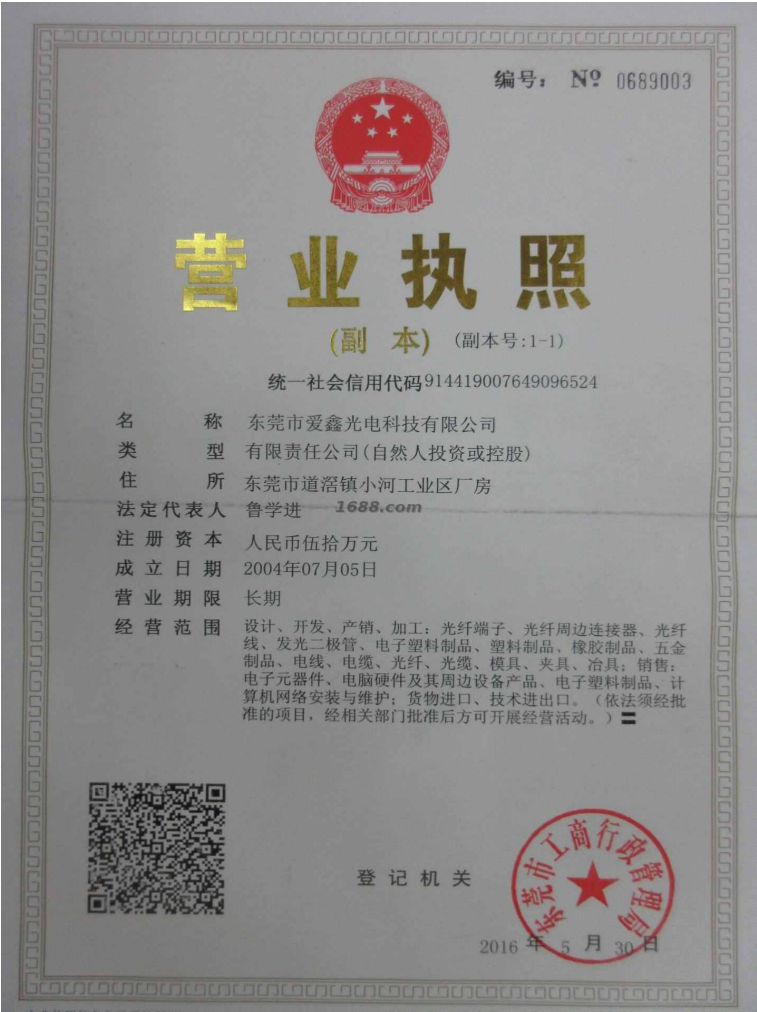 编号: Nº 0689003
营业执照
(副 本) (副本号:1-1)
统一社会信用代码914419007649096524
名 称 东莞市爱鑫光电科技有限公司
类 型 有限责任公司(自然人投资或控股)
住 所 东莞市道滘镇小河工业区厂房
法定代表人 鲁学进 1688.com
注册资本 人民币伍拾万元
成立日期 2004年07月05日
营业期限 长期
经营范围 设计、开发、产销、加工：光纤端子、光纤周边连接器、光纤
线、发光二极管、电子塑料制品、塑料制品、橡胶制品、五金
制品、电线、电缆、光纤、光缆、模具、夹具、冶具；销售：
电子元器件、电脑硬件及其周边设备产品、电子塑料制品、计
算机网络安装与维护；货物进口、技术进出口。（依法须经批
准的项目，经相关部门批准后方可开展经营活动。）〓
东莞市工商行政管理局
登记机关
2016 年 5 月 30 日